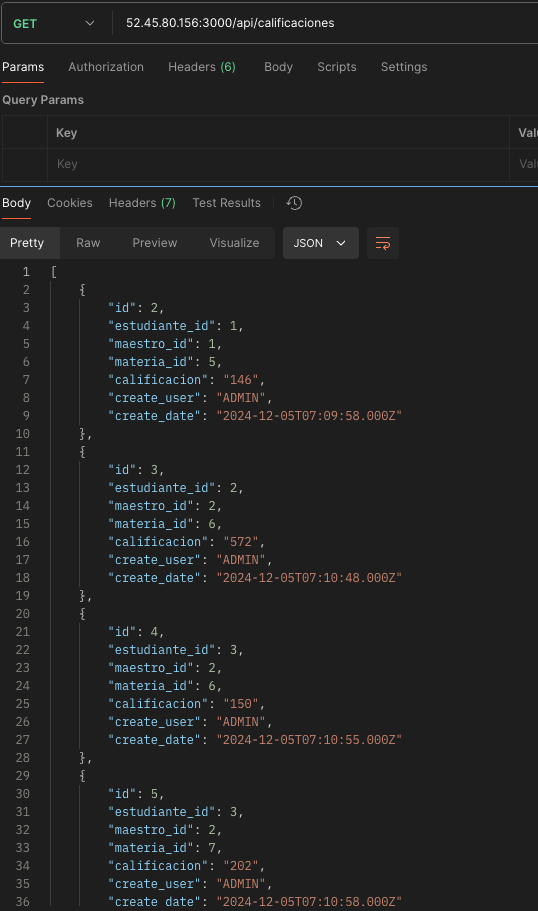 GET 52.45.80.156:3000/api/calificaciones
Params Authorization Headers (6) Body Scripts Settings
Query Params
Key Valu
Key Value
Body Cookies Headers (7) Test Results
Pretty Raw Preview Visualize JSON
1 [
2 {
3 "id": 2,
4 "estudiante_id": 1,
5 "maestro_id": 1,
6 "materia_id": 5,
7 "calificacion": "146",
8 "create_user": "ADMIN",
9 "create_date": "2024-12-05T07:09:58.000Z"
10 },
11 {
12 "id": 3,
13 "estudiante_id": 2,
14 "maestro_id": 2,
15 "materia_id": 6,
16 "calificacion": "572",
17 "create_user": "ADMIN",
18 "create_date": "2024-12-05T07:10:48.000Z"
19 },
20 {
21 "id": 4,
22 "estudiante_id": 3,
23 "maestro_id": 2,
24 "materia_id": 6,
25 "calificacion": "150",
26 "create_user": "ADMIN",
27 "create_date": "2024-12-05T07:10:55.000Z"
28 },
29 {
30 "id": 5,
31 "estudiante_id": 3,
32 "maestro_id": 2,
33 "materia_id": 7,
34 "calificacion": "202",
35 "create_user": "ADMIN",
36 "create_date": "2024-12-05T07:10:58.000Z"